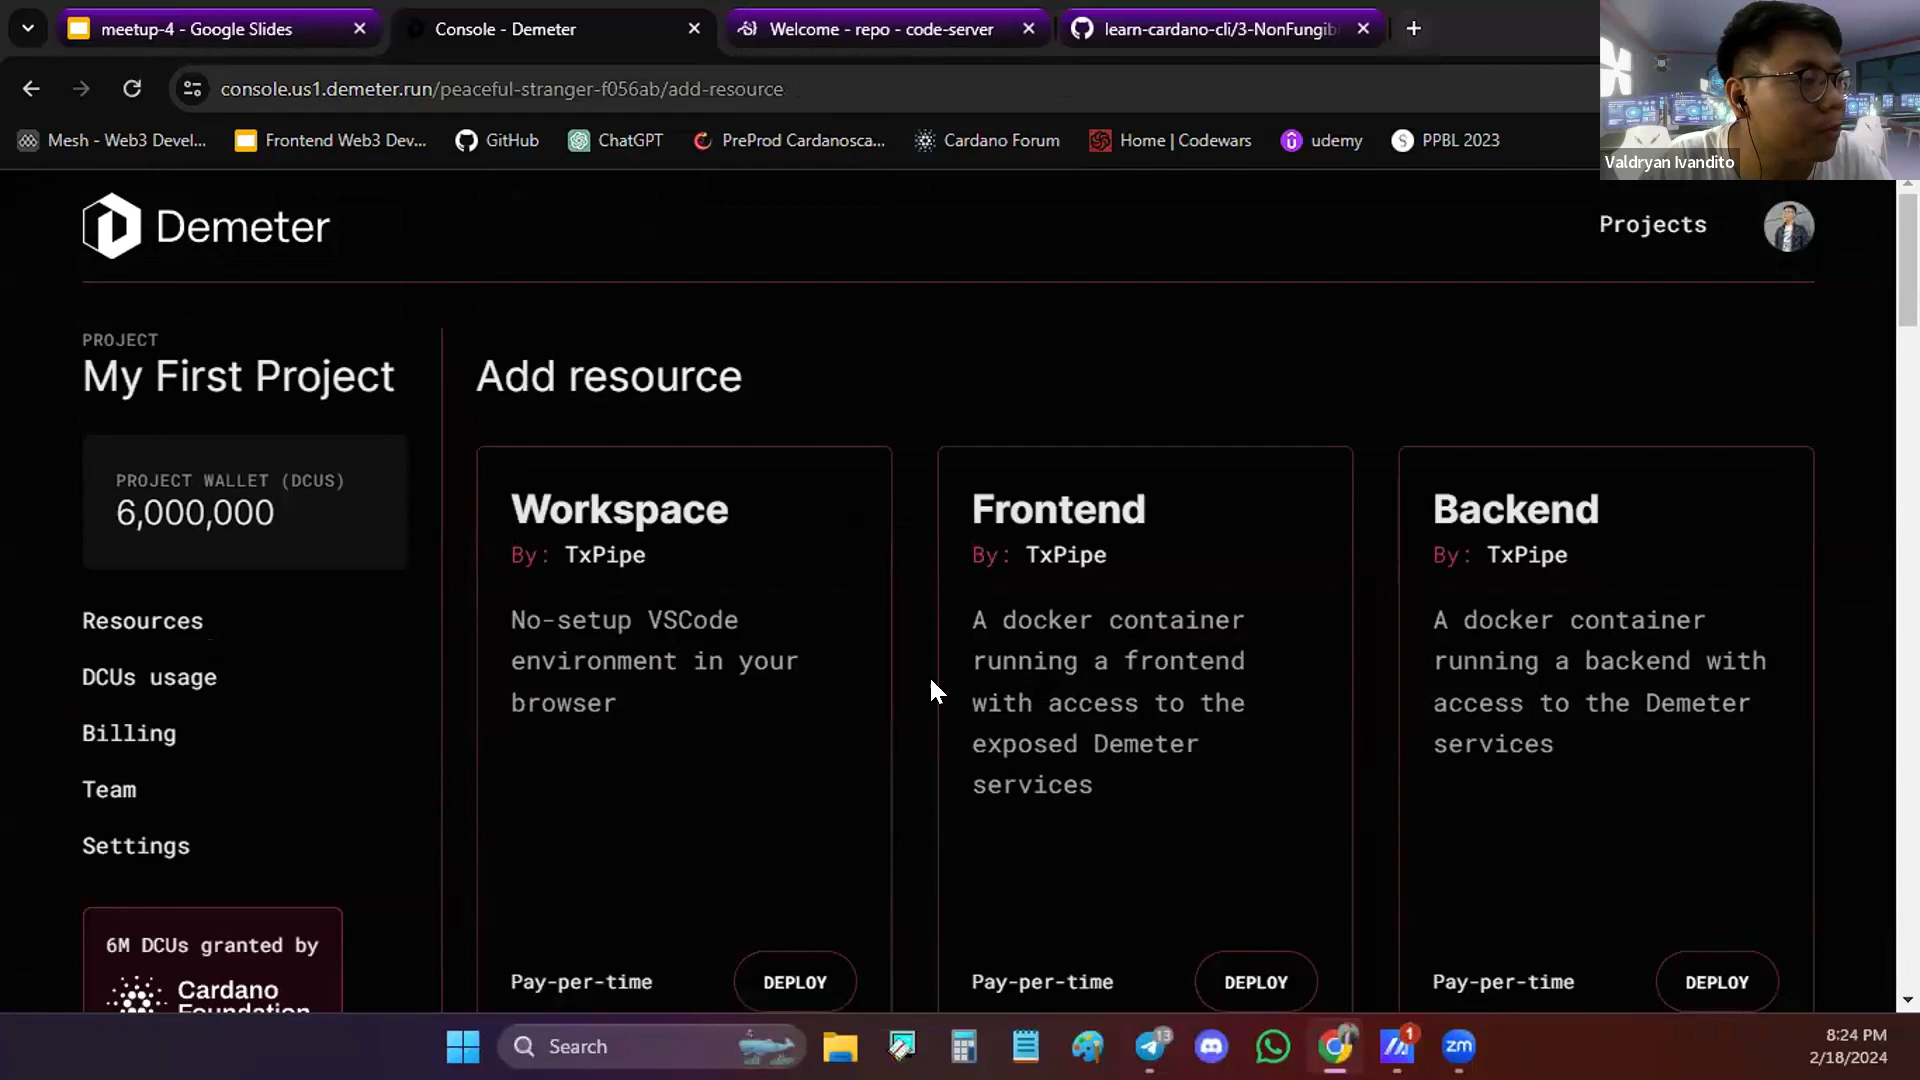 meetup-4 - Google Slides
Console - Demeter
Welcome - repo - code-server
learn-cardano-cli/3-NonFungib
console.us1.demeter.run/peaceful-stranger-f056ab/add-resource
Mesh - Web3 Devel...
Frontend Web3 Dev...
GitHub
ChatGPT
PreProd Cardanosca...
Cardano Forum
Home | Codewars
udemy
PPBL 2023
Valdryan Ivandito
Demeter
Projects
PROJECT
My First Project
PROJECT WALLET (DCUS)
6,000,000
Resources
DCUs usage
Billing
Team
Settings
6M DCUs granted by
Cardano
Foundation
Add resource
Workspace
By: TxPipe
No-setup VSCode
environment in your
browser
Pay-per-time
DEPLOY
Frontend
By: TxPipe
A docker container
running a frontend
with access to the
exposed Demeter
services
Pay-per-time
DEPLOY
Backend
By: TxPipe
A docker container
running a backend with
access to the Demeter
services
Pay-per-time
DEPLOY
Search
13
1
zm
8:24 PM
2/18/2024